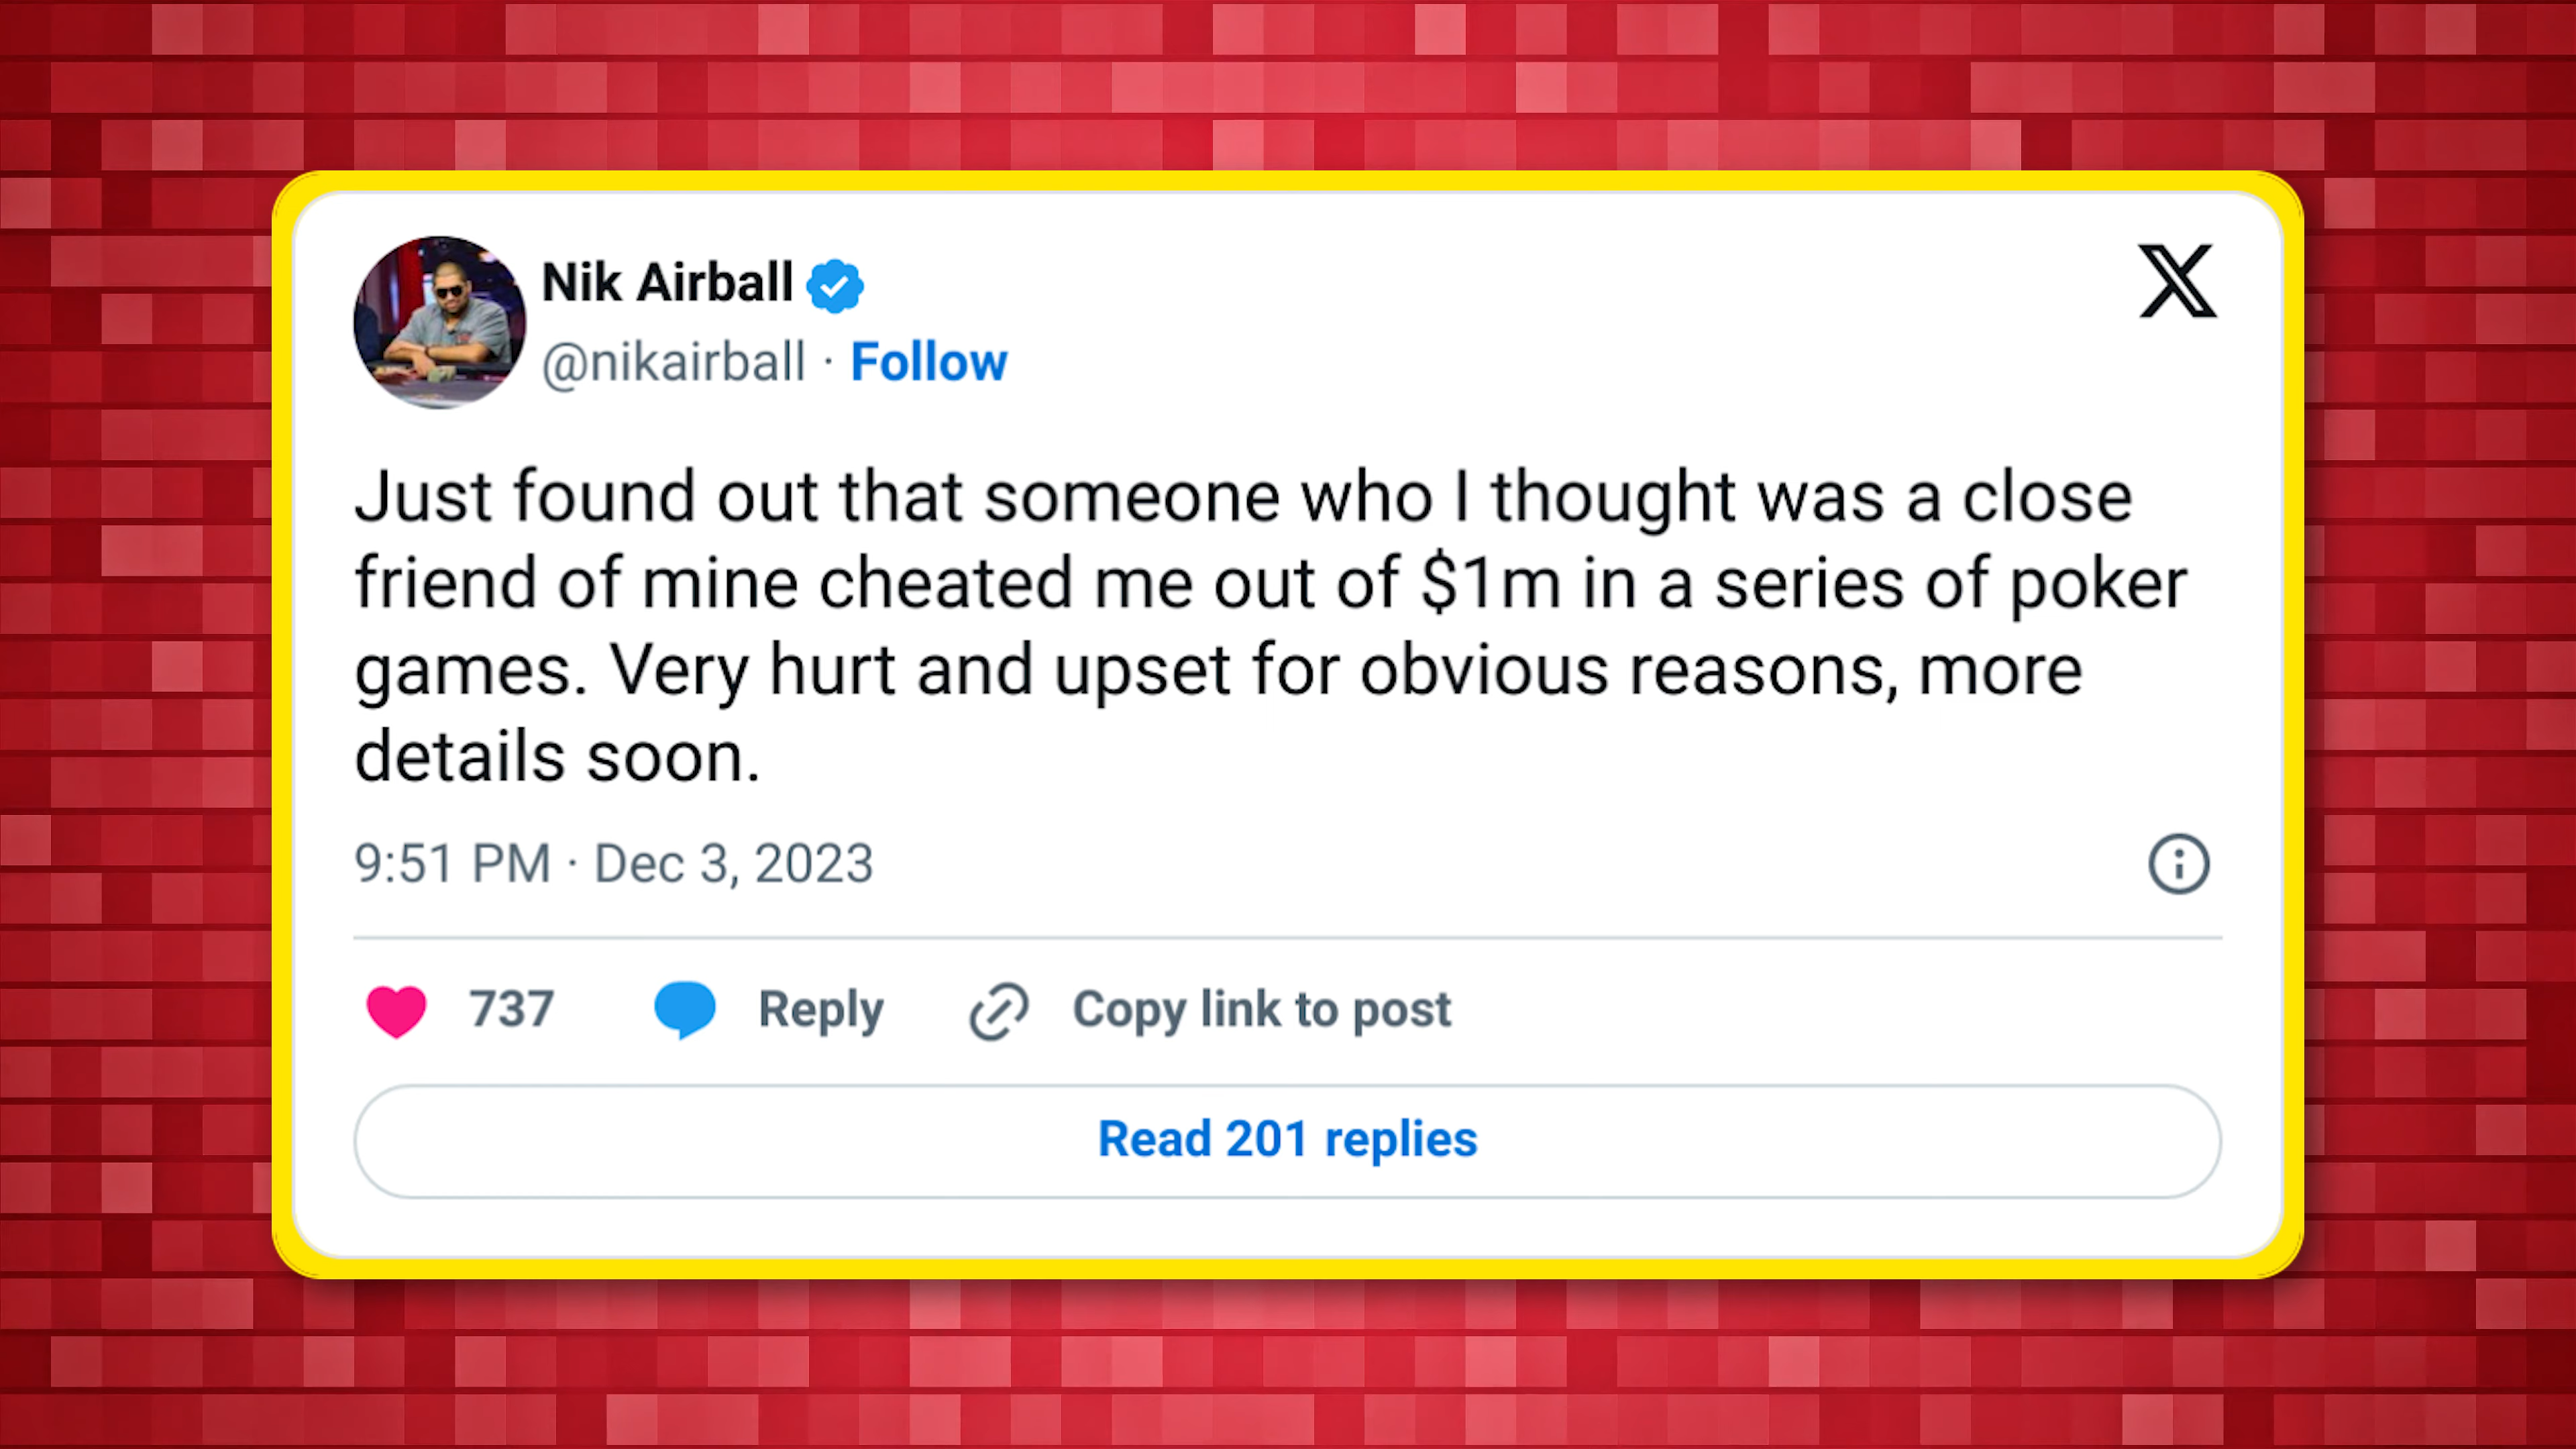 Nik Airball
@nikairball · Follow
Just found out that someone who I thought was a close
friend of mine cheated me out of $1m in a series of poker
games. Very hurt and upset for obvious reasons, more
details soon.
9:51 PM · Dec 3, 2023
737 Reply Copy link to post
Read 201 replies